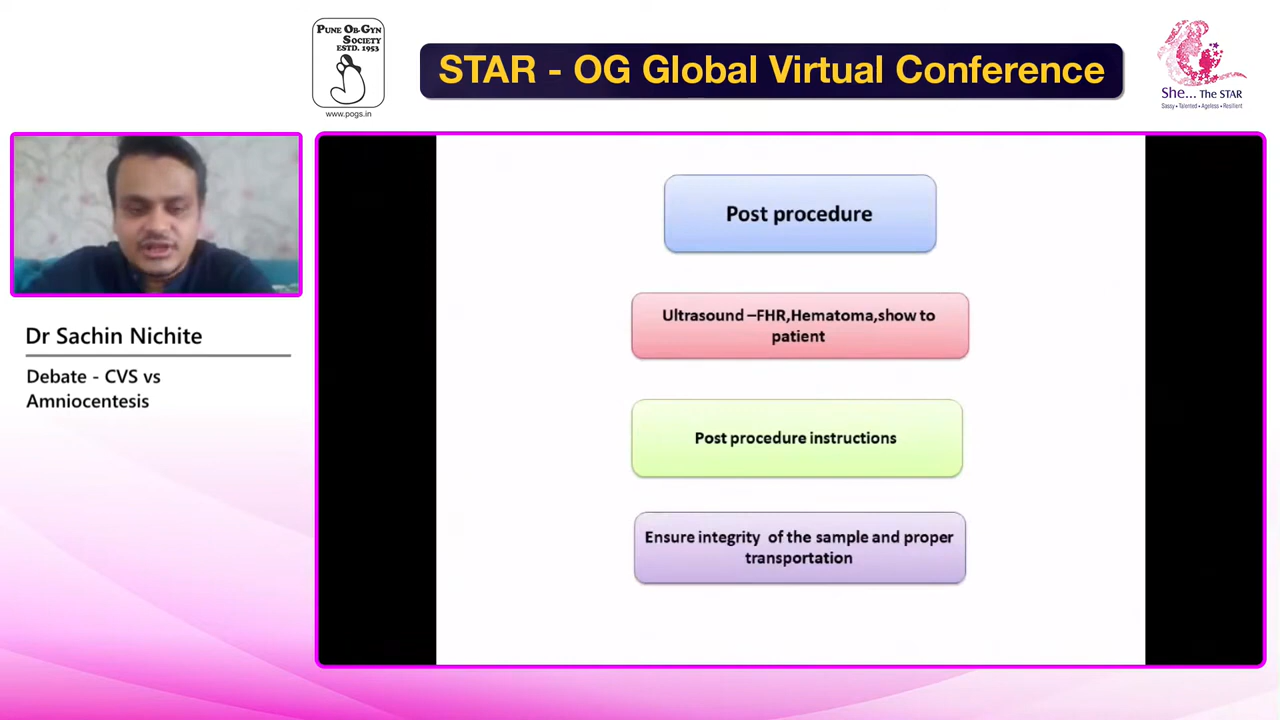 PUNE OB-GYN
SOCIETY
ESTD. 1953
www.pogs.in
STAR - OG Global Virtual Conference
She... The STAR
Sassy • Talented • Ageless • Resilient
Dr Sachin Nichite
Debate - CVS vs
Amniocentesis
Post procedure
Ultrasound –FHR,Hematoma,show to
patient
Post procedure instructions
Ensure integrity of the sample and proper
transportation